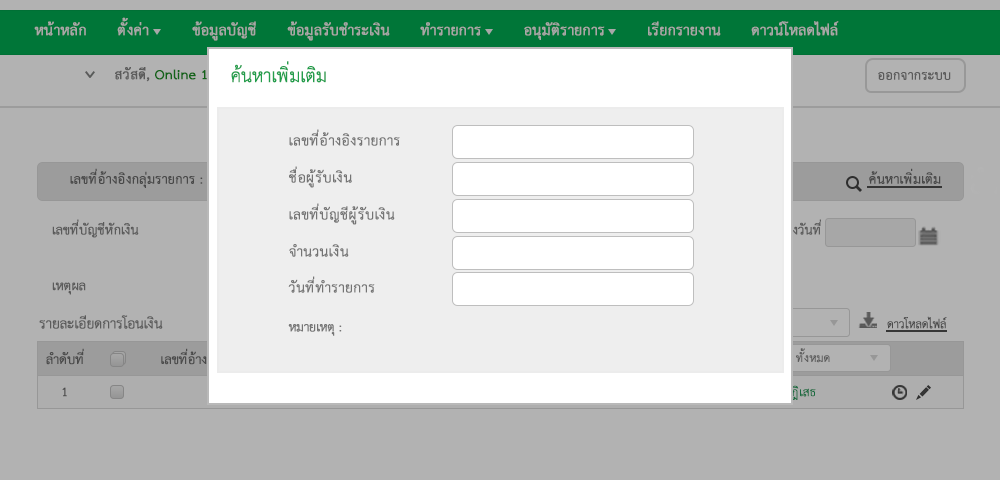 หน้าหลัก ตั้งค่า ข้อมูลบัญชี ข้อมูลรับชำระเงิน ทำรายการ อนุมัติรายการ เรียกรายงาน ดาวน์โหลดไฟล์
สวัสดี, Online 1
ออกจากระบบ
ค้นหาเพิ่มเติม
เลขที่อ้างอิงรายการ
เลขที่อ้างอิงกลุ่มรายการ :
ค้นหาเพิ่มเติม
ชื่อผู้รับเงิน
เลขที่บัญชีผู้รับเงิน
เลขที่บัญชีหักเงิน
งวันที่
จำนวนเงิน
เหตุผล
วันที่ทำรายการ
รายละเอียดการโอนเงิน
หมายเหตุ :
ดาวโหลดไฟล์
ลำดับที่ เลขที่อ้าง
ทั้งหมด
1
ฏิเสธ